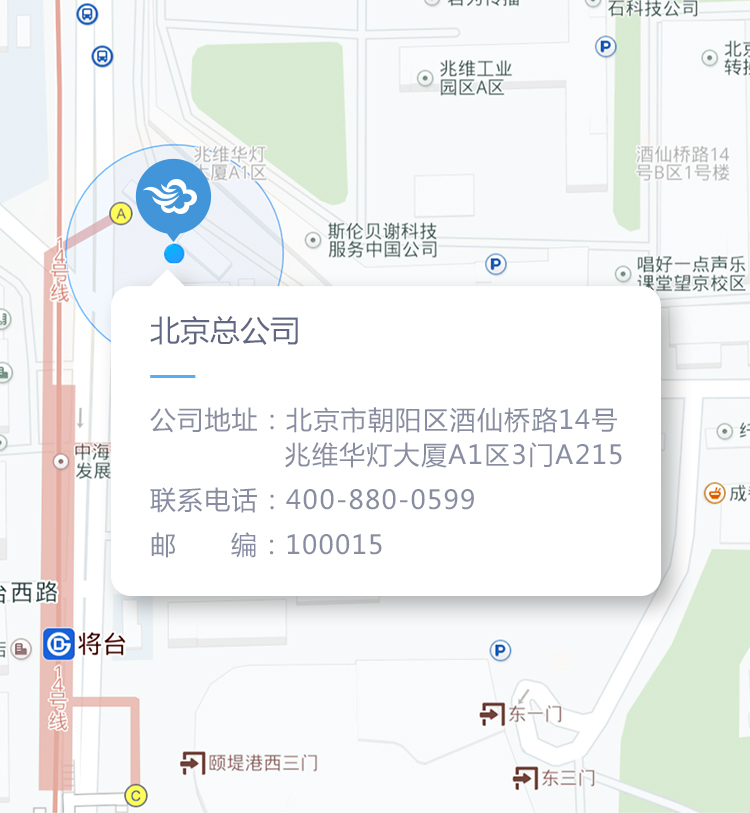 石科技公司
P
兆维工业
园区A区
北京
转换
兆维华灯
大厦A1区
酒仙桥路14
号B区1号楼
A
14号线
斯伦贝谢科技
服务中国公司
P
唱好一点声乐
课堂望京校区
北京总公司
公司地址：北京市朝阳区酒仙桥路14号
兆维华灯大厦A1区3门A215
中海
发展
联系电话：400-880-0599
成都
邮 编：100015
台西路
将台
P
14号线
东一门
颐堤港西三门
东三门
C